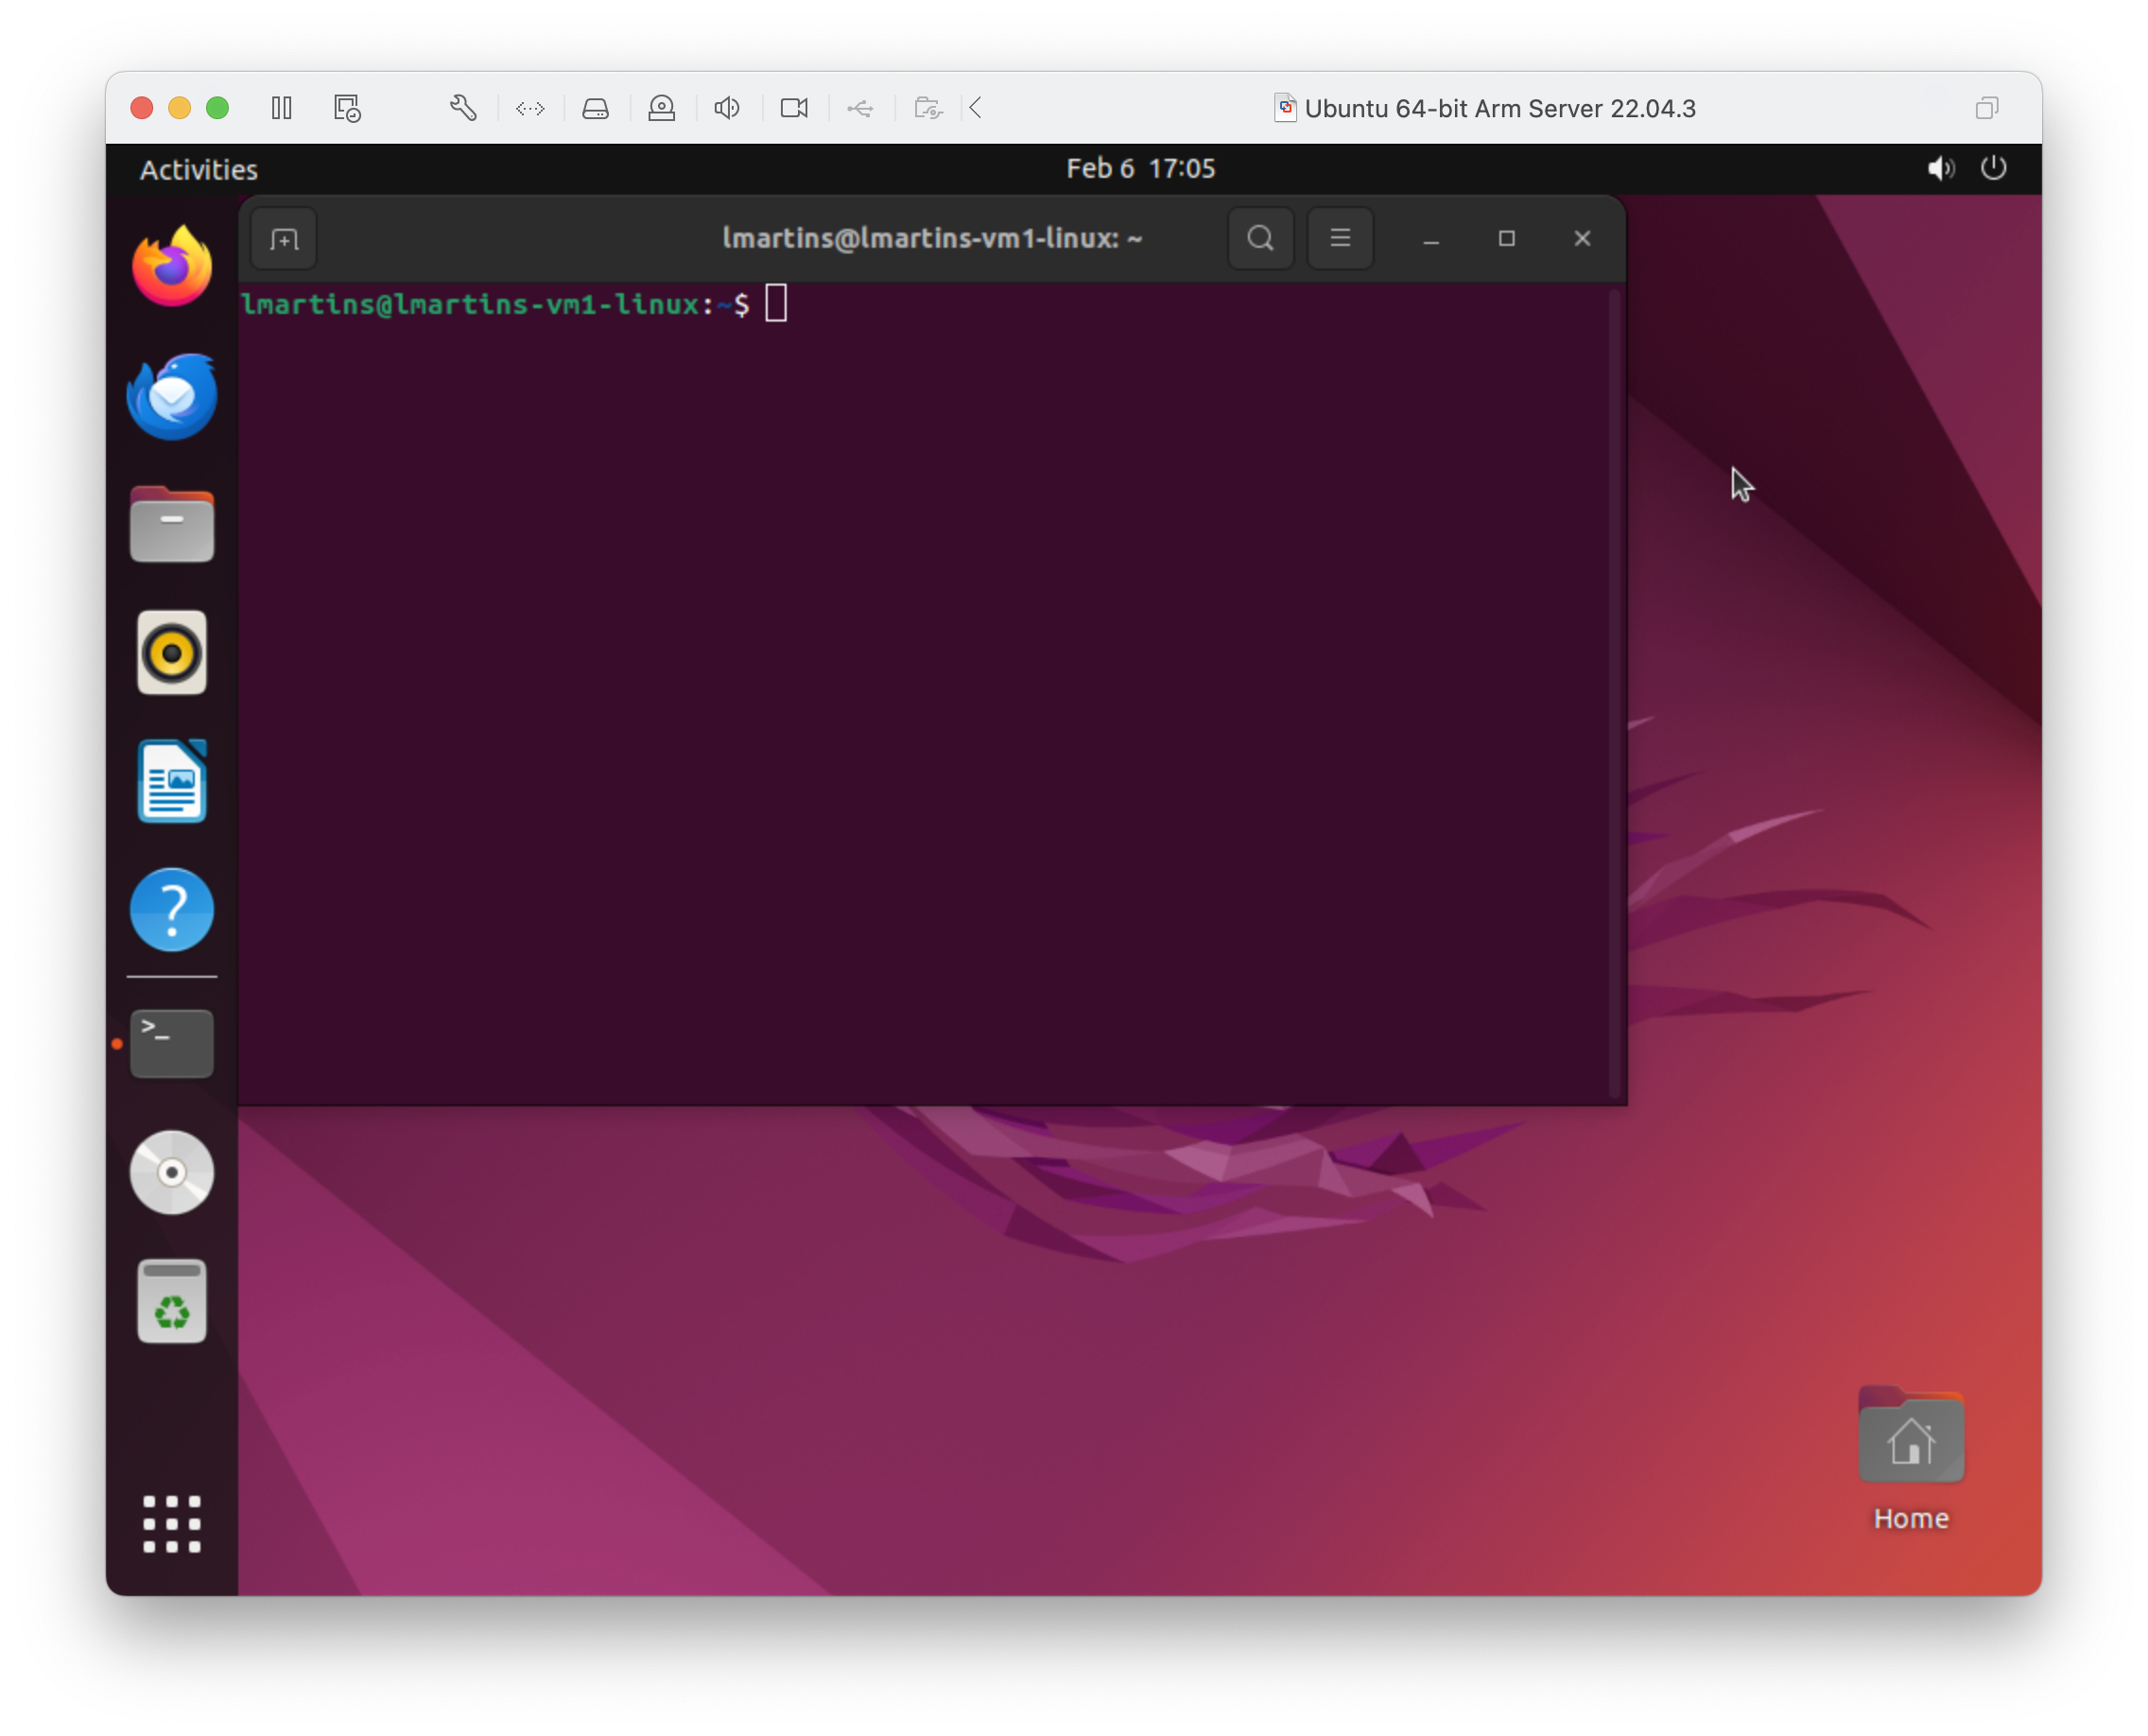 Ubuntu 64-bit Arm Server 22.04.3
Activities
Feb 6 17:05
lmartins@lmartins-vm1-linux: ~
lmartins@lmartins-vm1-linux:~$
>_
?
Home